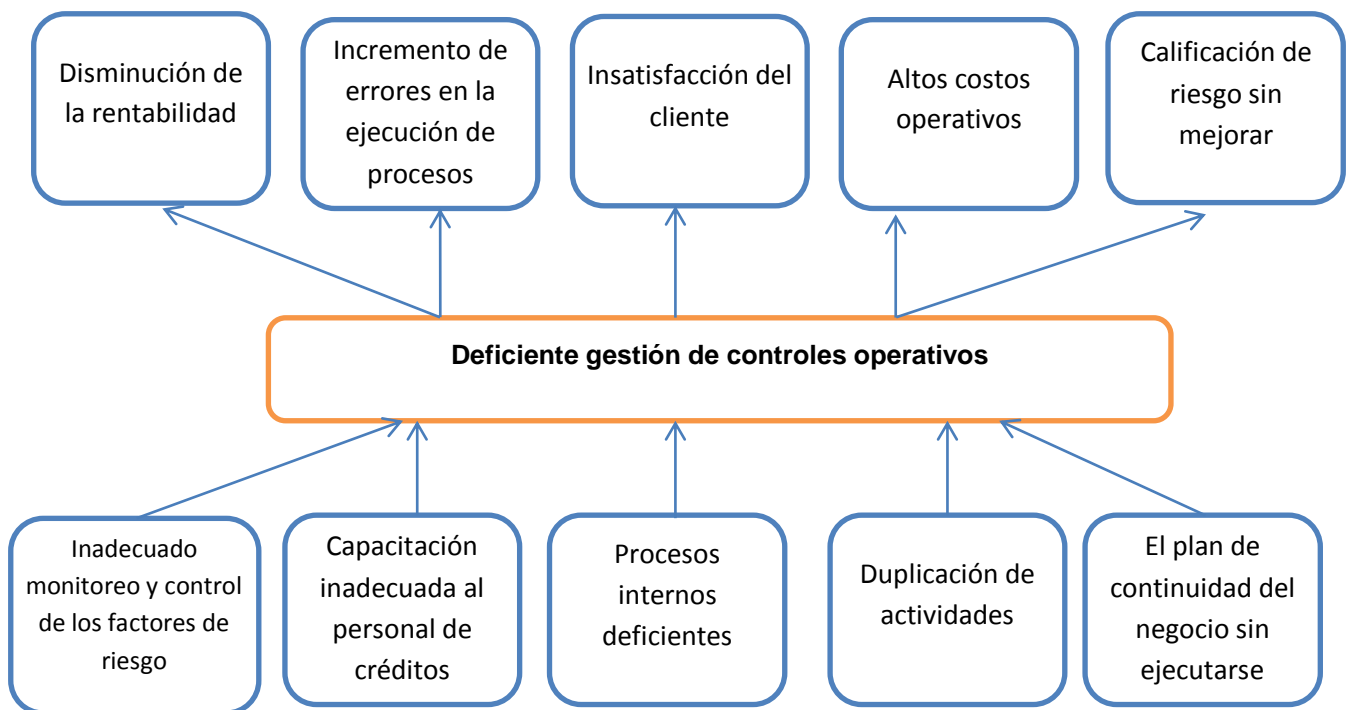 Disminución de
la rentabilidad
Incremento de
errores en la
ejecución de
procesos
Insatisfacción del
cliente
Altos costos
operativos
Calificación de
riesgo sin
mejorar
Deficiente gestión de controles operativos
Inadecuado
monitoreo y control
de los factores de
riesgo
Capacitación
inadecuada al
personal de
créditos
Procesos
internos
deficientes
Duplicación de
actividades
El plan de
continuidad del
negocio sin
ejecutarse